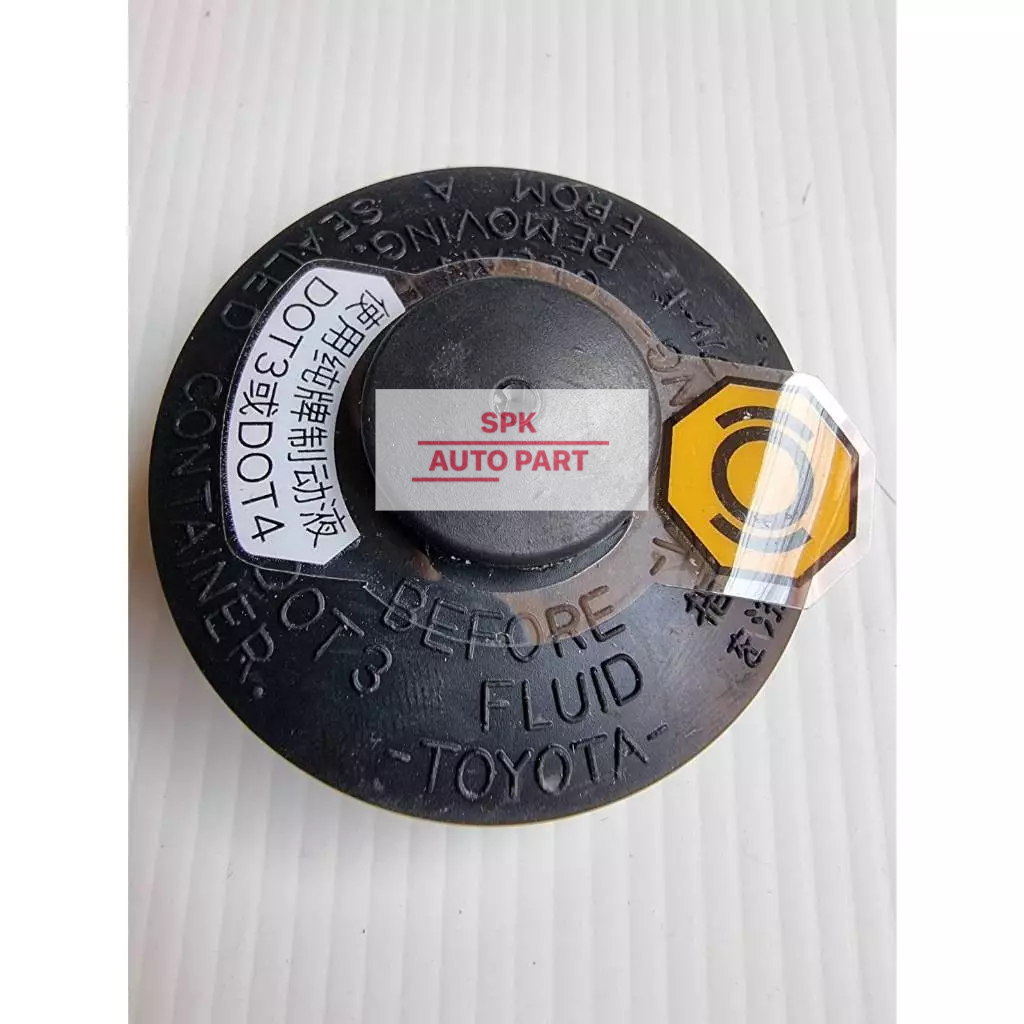 SPK
AUTO PART
使用纯牌制动液
DOT3或DOT4
REMOVING.
FROM A
SEALED CONTAINER.
DOT 3
BEFORE
FLUID
-TOYOTA-